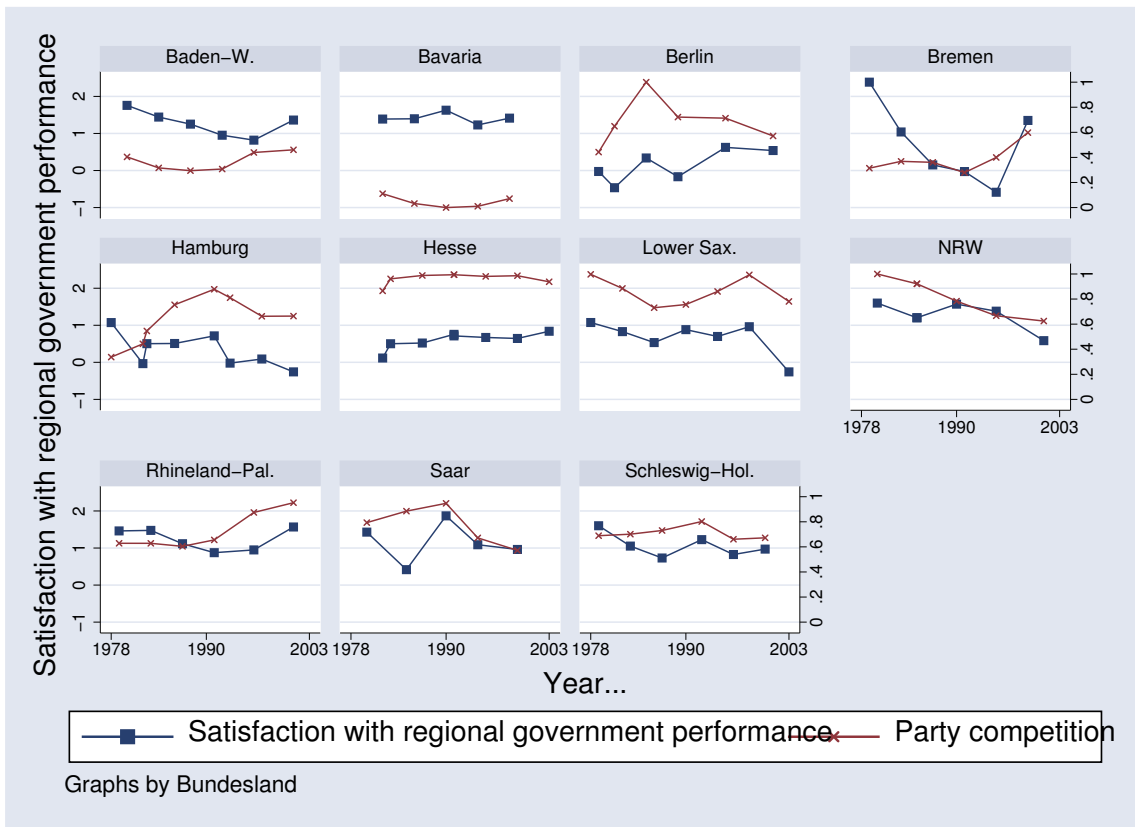 Satisfaction with regional government performance
Baden−W.
Bavaria
Berlin
Bremen
2
1
0
−1
1
.8
.6
.4
.2
0
Hamburg
Hesse
Lower Sax.
NRW
2
1
0
−1
1
.8
.6
.4
.2
0
1978
1990
2003
Rhineland−Pal.
Saar
Schleswig−Hol.
2
1
0
−1
1
.8
.6
.4
.2
0
1978
1990
2003
1978
1990
2003
1978
1990
2003
Year...
Satisfaction with regional government performance
Party competition
Graphs by Bundesland